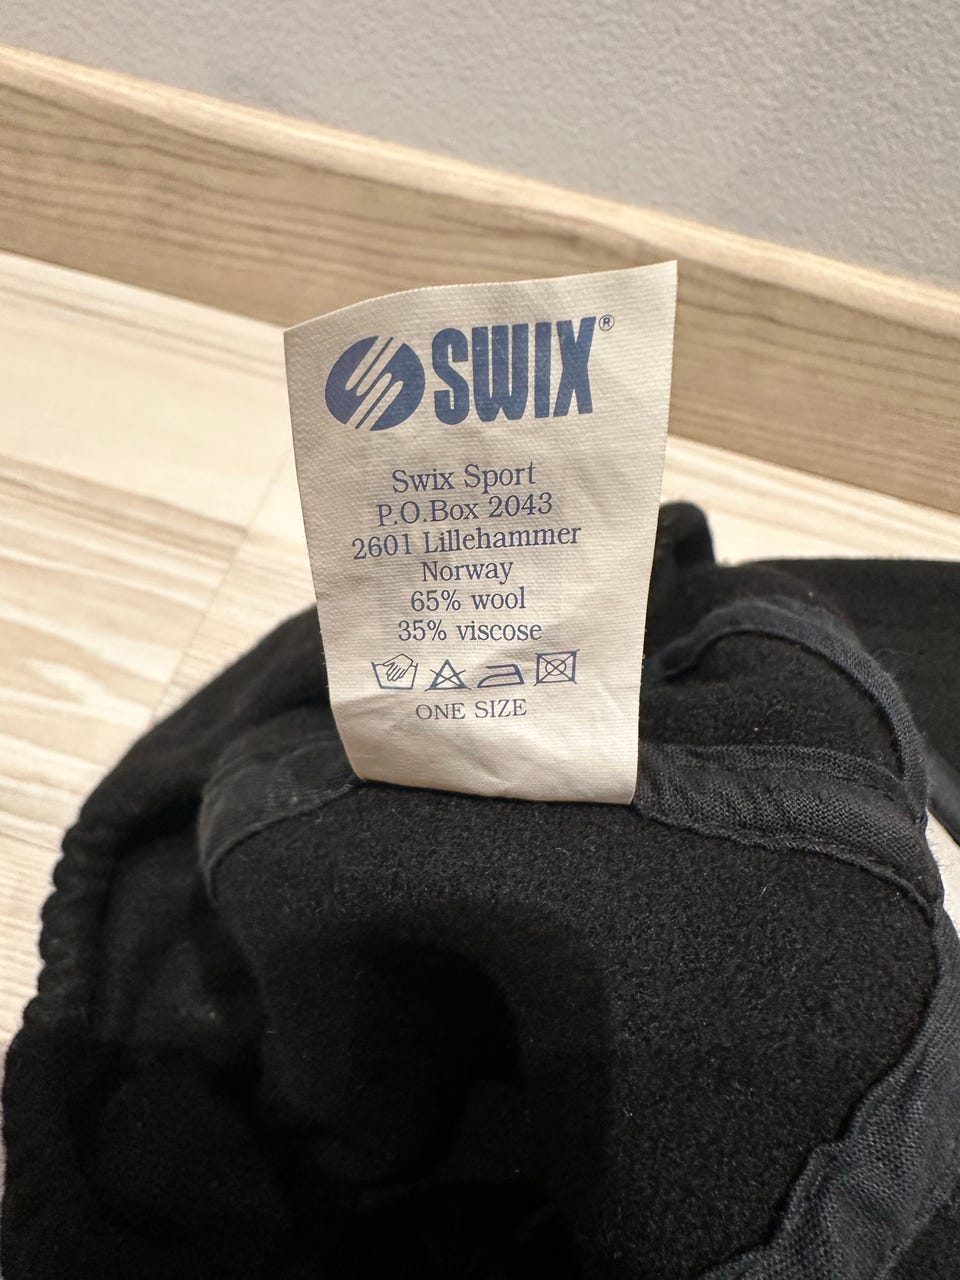 SWIX®
Swix Sport
P.O.Box 2043
2601 Lillehammer
Norway
65% wool
35% viscose
ONE SIZE